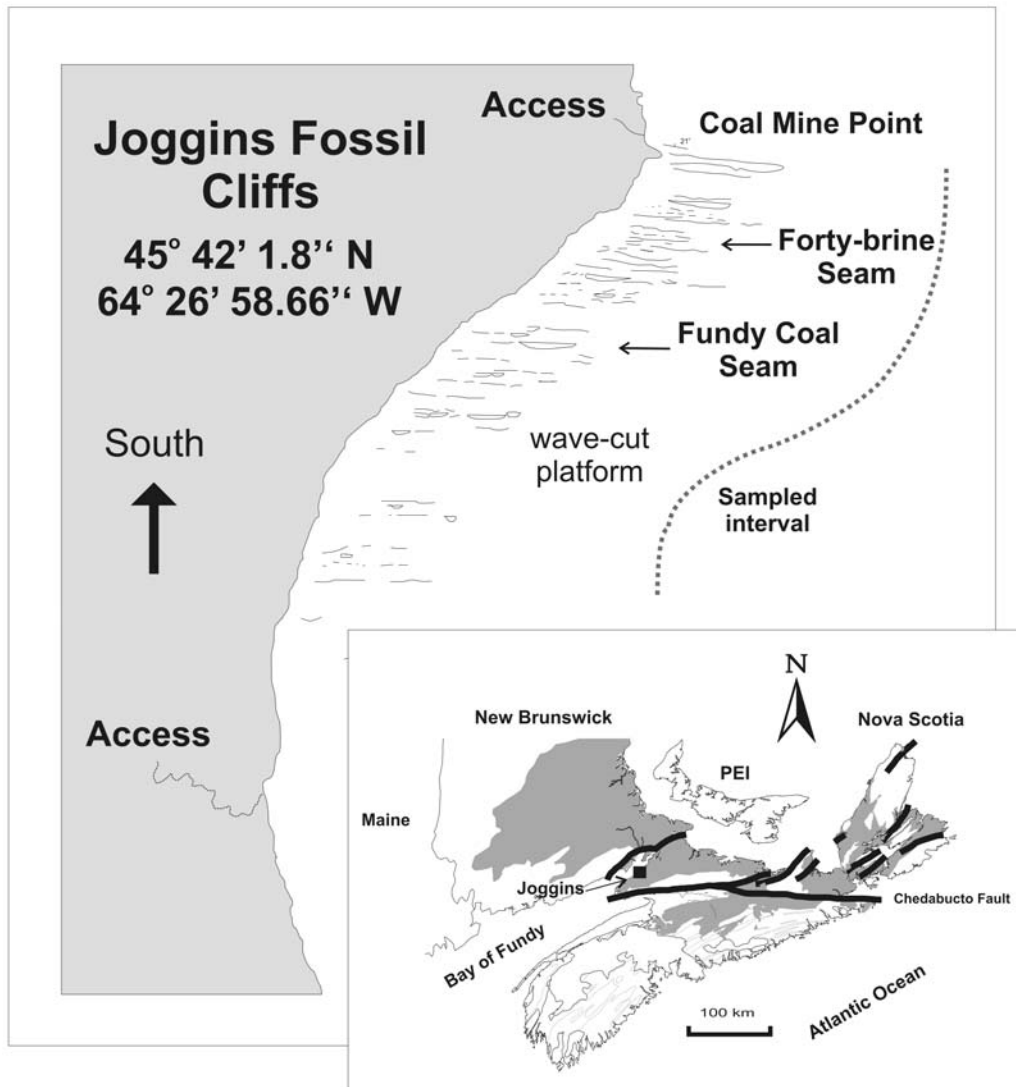 Access
Coal Mine Point
21°
Joggins Fossil
Cliffs
45° 42’ 1.8’‘ N
64° 26’ 58.66’‘ W
Forty-brine
Seam
Fundy Coal
Seam
South
wave-cut
platform
Sampled
interval
Access
N
New Brunswick
Nova Scotia
PEI
Maine
Joggins
Chedabucto Fault
Bay of Fundy
100 km
Atlantic Ocean